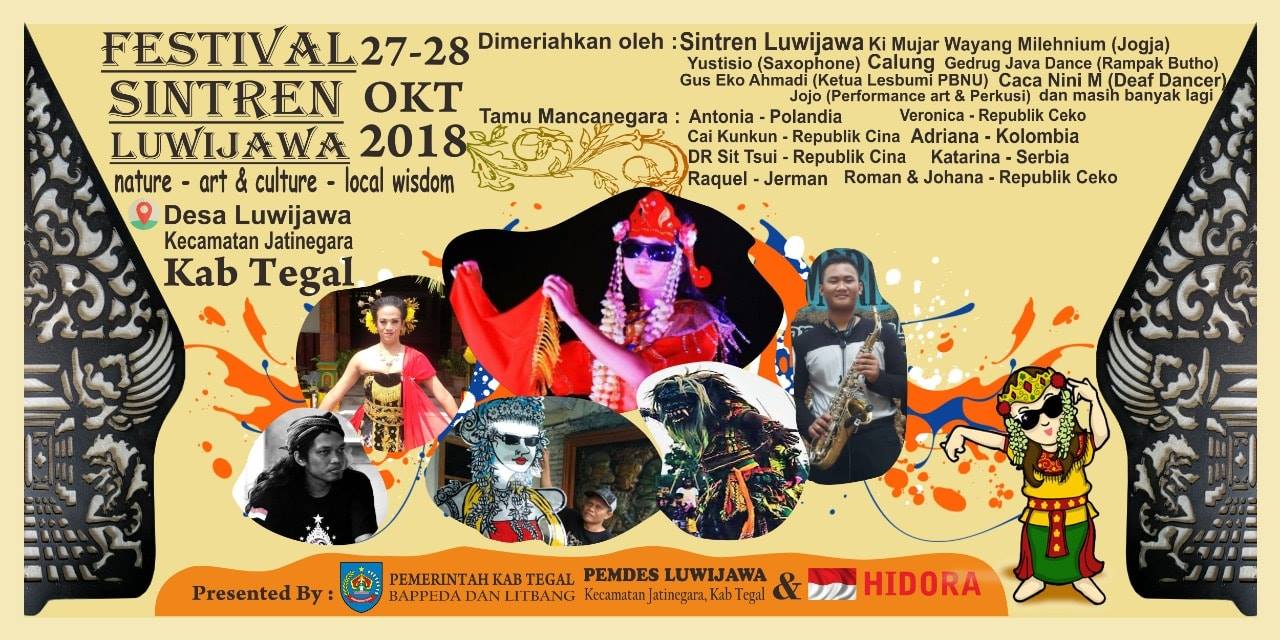 FESTIVAL
SINTREN
LUWIJAWA
27-28
OKT
2018
nature - art & culture - local wisdom
Desa Luwijawa
Kecamatan Jatinegara
Kab Tegal
Dimeriahkan oleh : Sintren Luwijawa Ki Mujar Wayang Milehnium (Jogja)
Yustisio (Saxophone) Calung Gedrug Java Dance (Rampak Butho)
Gus Eko Ahmadi (Ketua Lesbumi PBNU) Caca Nini M (Deaf Dancer)
Jojo (Performance art & Perkusi) dan masih banyak lagi
Tamu Mancanegara : Antonia - Polandia Veronica - Republik Ceko
Cai Kunkun - Republik Cina Adriana - Kolombia
DR Sit Tsui - Republik Cina Katarina - Serbia
Raquel - Jerman Roman & Johana - Republik Ceko
Presented By : PEMERINTAH KAB TEGAL
BAPPEDA DAN LITBANG
PEMDES LUWIJAWA
Kecamatan Jatinegara, Kab Tegal
& HIDORA